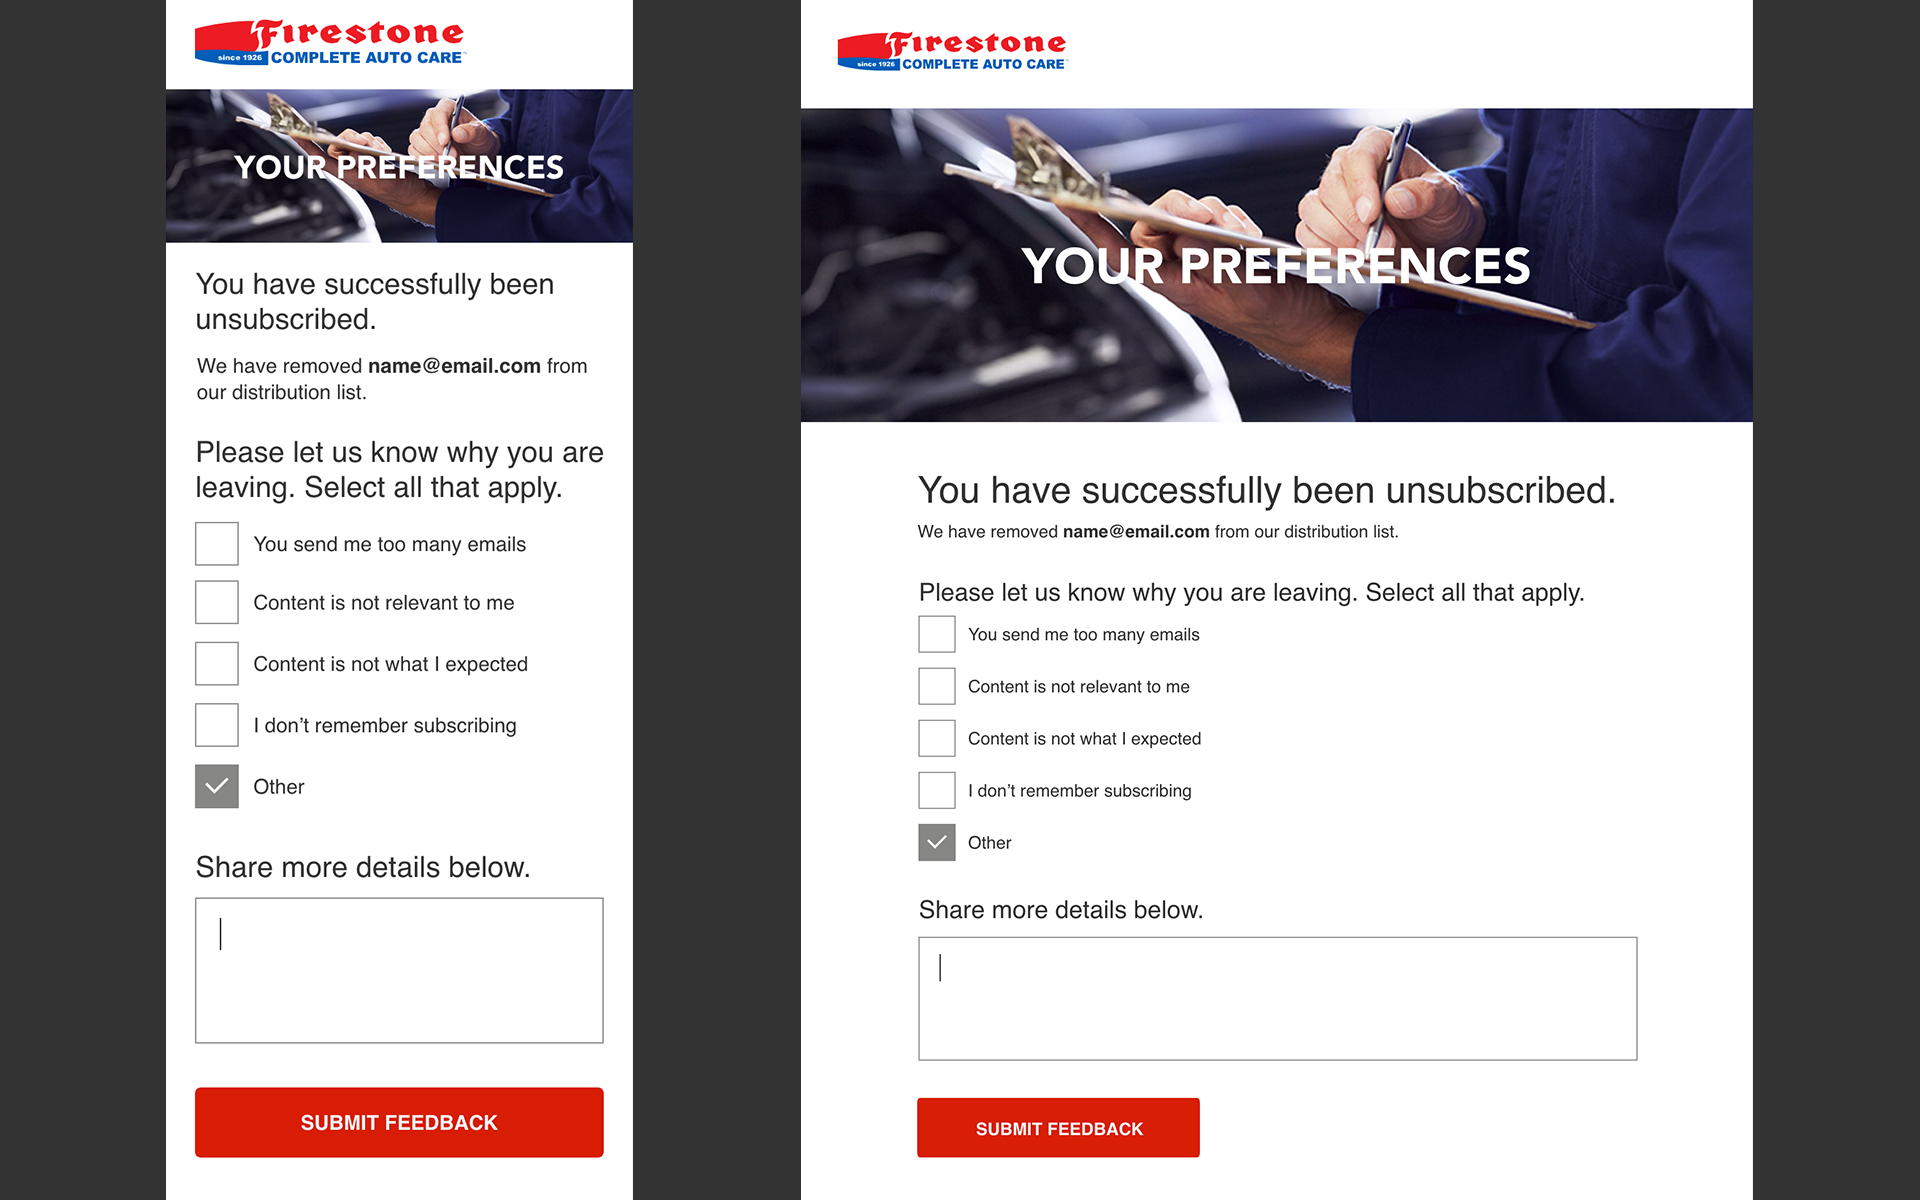 Firestone
since 1926 COMPLETE AUTO CARE
YOUR PREFERENCES
You have successfully been
unsubscribed.
We have removed name@email.com from
our distribution list.
Please let us know why you are
leaving. Select all that apply.
You send me too many emails
Content is not relevant to me
Content is not what I expected
I don’t remember subscribing
Other
Share more details below.
SUBMIT FEEDBACK
Firestone
since 1926 COMPLETE AUTO CARE
YOUR PREFERENCES
You have successfully been unsubscribed.
We have removed name@email.com from our distribution list.
Please let us know why you are leaving. Select all that apply.
You send me too many emails
Content is not relevant to me
Content is not what I expected
I don’t remember subscribing
Other
Share more details below.
SUBMIT FEEDBACK